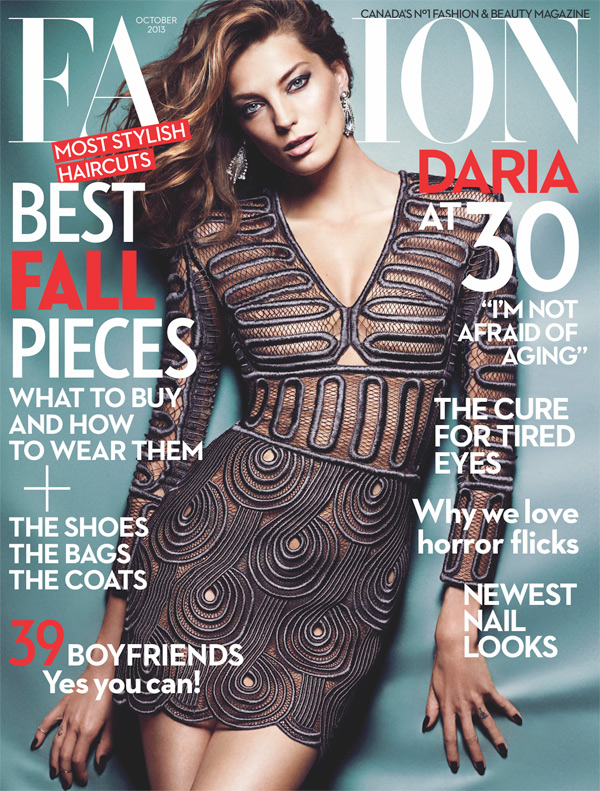 CANADA'S Nº1 FASHION & BEAUTY MAGAZINE
OCTOBER
2013
FA ION
MOST STYLISH
HAIRCUTS
BEST
FALL
PIECES
WHAT TO BUY
AND HOW
TO WEAR THEM
+
THE SHOES
THE BAGS
THE COATS
39 BOYFRIENDS
Yes you can!
DARIA
AT 30
“I'M NOT
AFRAID OF
AGING”
THE CURE
FOR TIRED
EYES
Why we love
horror flicks
NEWEST
NAIL
LOOKS